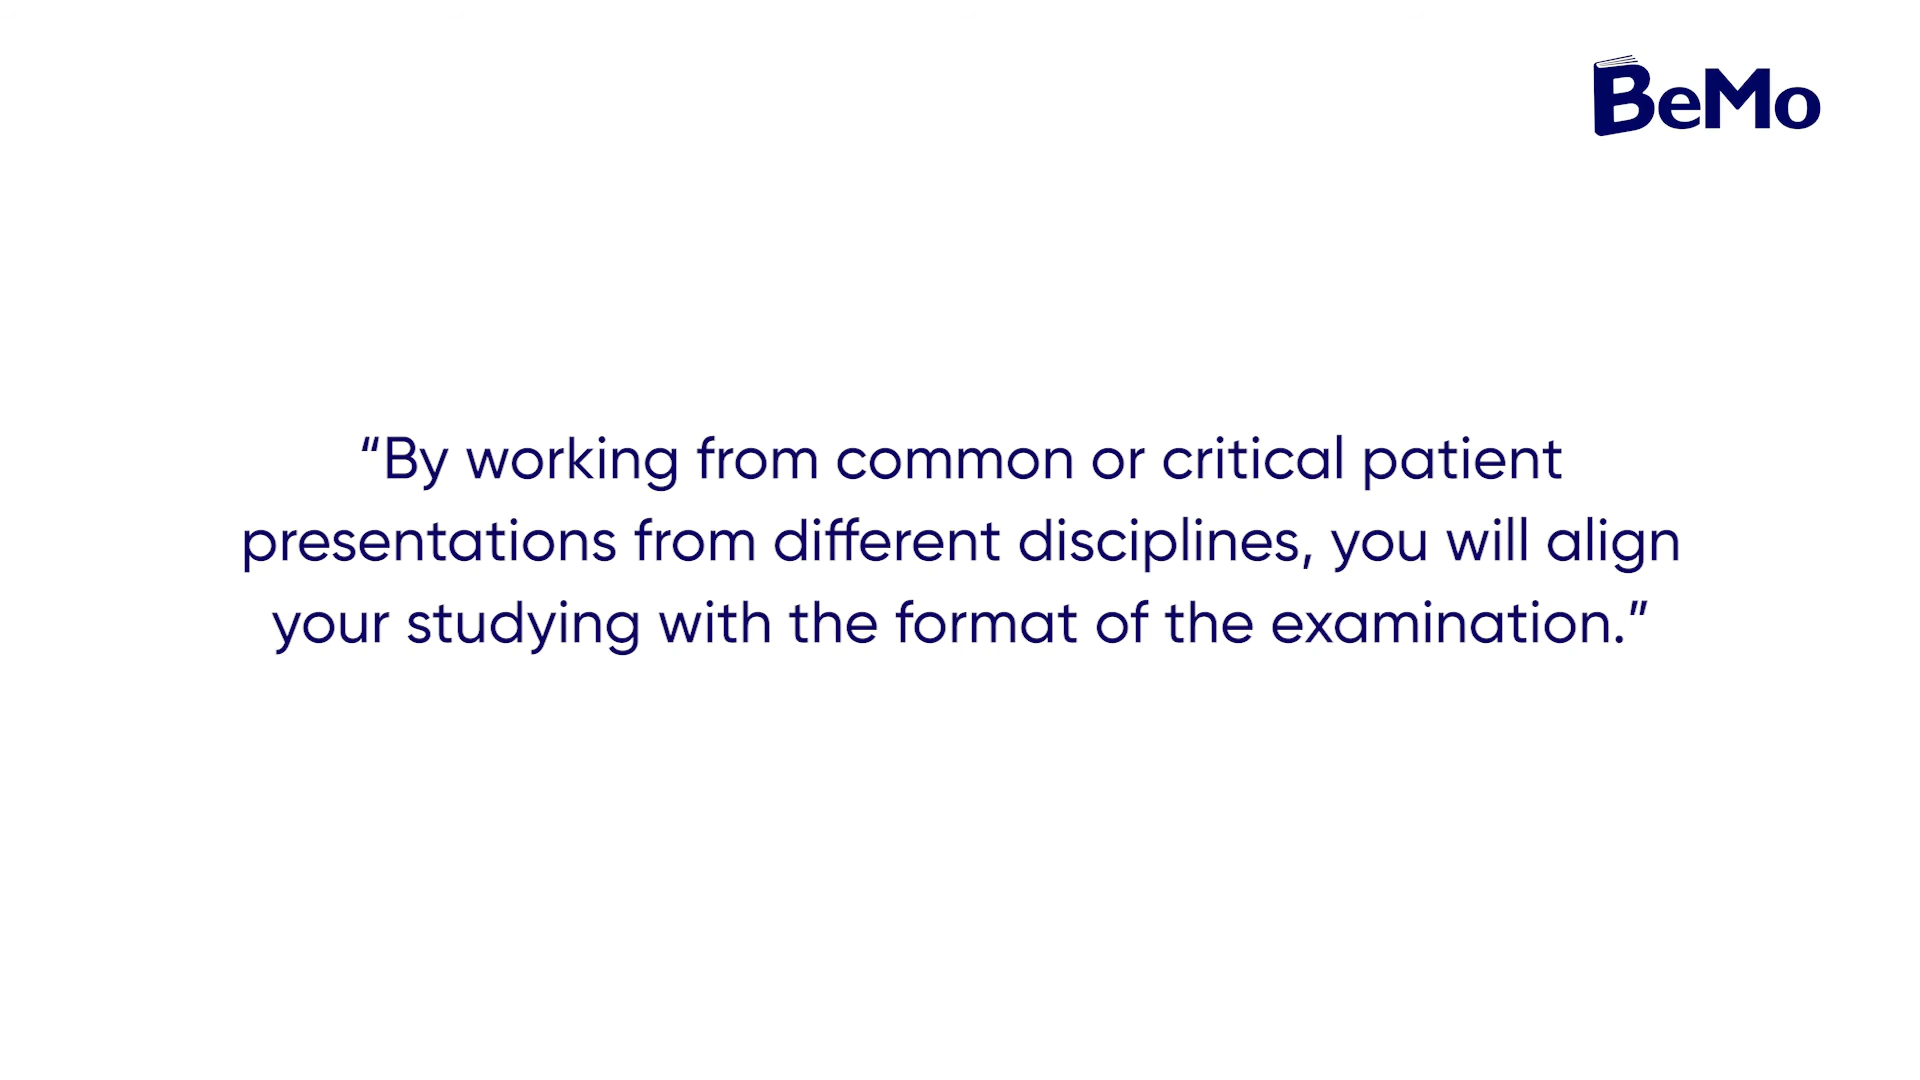 BeMo
“By working from common or critical patient
presentations from different disciplines, you will align
your studying with the format of the examination.”